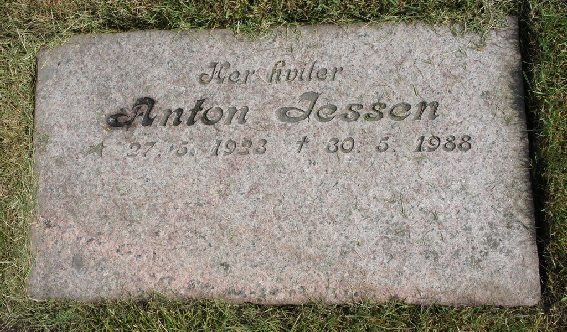 Her hviler
Anton Jessen
* 27. 5. 1923 † 30. 5. 1988